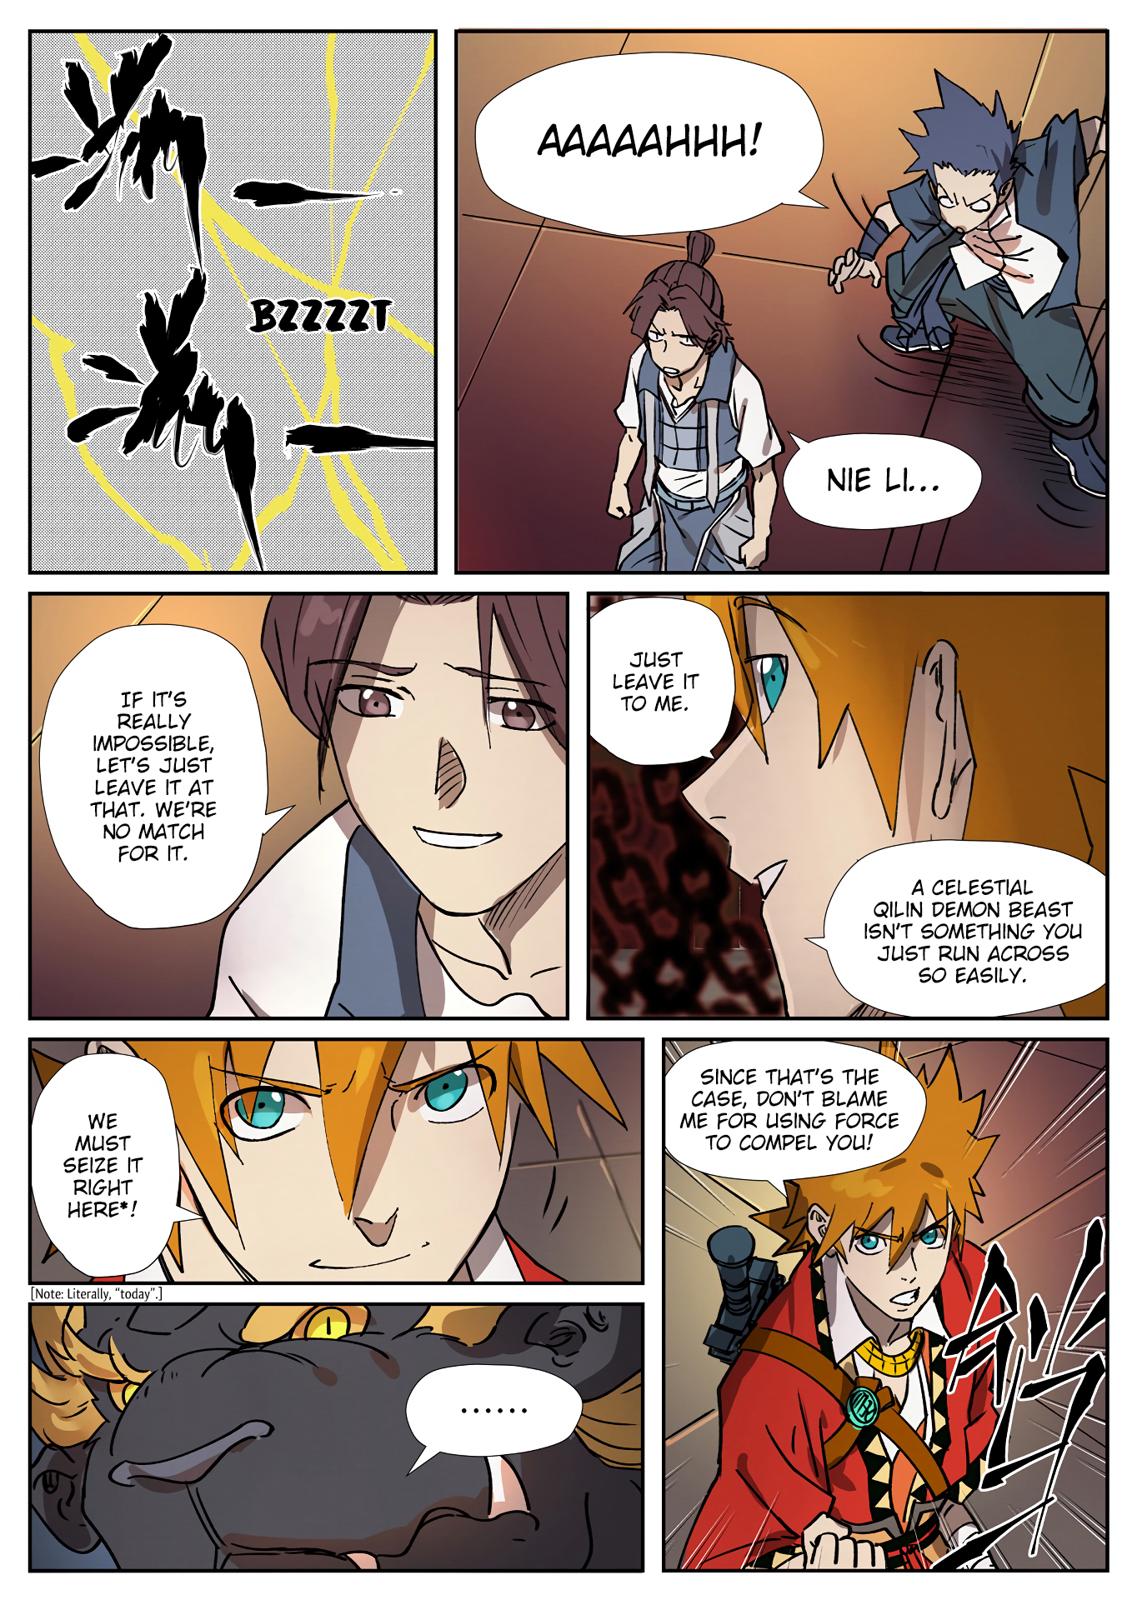 BZZZZT
AAAAAHHH!
NIE LI...
IF IT'S
REALLY
IMPOSSIBLE,
LET'S JUST
LEAVE IT AT
THAT. WE'RE
NO MATCH
FOR IT.
JUST
LEAVE IT
TO ME.
A CELESTIAL
QILIN DEMON BEAST
ISN'T SOMETHING YOU
JUST RUN ACROSS
SO EASILY.
WE
MUST
SEIZE IT
RIGHT
HERE*!
[Note: Literally, "today".]
......
SINCE THAT'S THE
CASE, DON'T BLAME
ME FOR USING FORCE
TO COMPEL YOU!